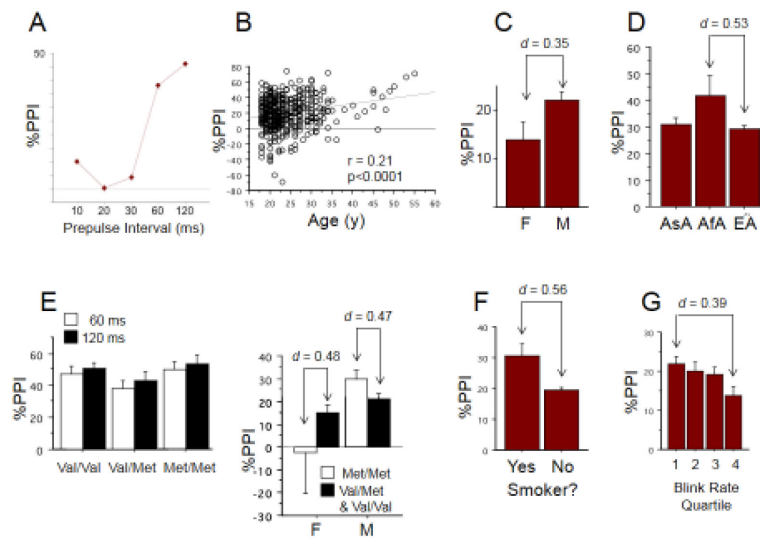 A
50
%PPI
10 20 30 60 120
Prepulse Interval (ms)
B
120
100
80
60
40
20
0
-20
-40
-60
-80
%PPI
r = 0.21
p<0.0001
15 20 25 30 35 40 45 50 55 60
Age (y)
C
d = 0.35
20
10
%PPI
F M
D
d = 0.53
60
50
40
30
20
10
0
%PPI
AsA AfA EA
E
60 ms
120 ms
60
40
20
0
%PPI
Val/Val Val/Met Met/Met
d = 0.47
d = 0.48
40
30
20
10
0
-10
-20
-30
%PPI
Met/Met
Val/Met
& Val/Val
F M
F
d = 0.56
40
30
20
10
0
%PPI
Yes No
Smoker?
G
d = 0.39
30
20
10
0
%PPI
1 2 3 4
Blink Rate
Quartile